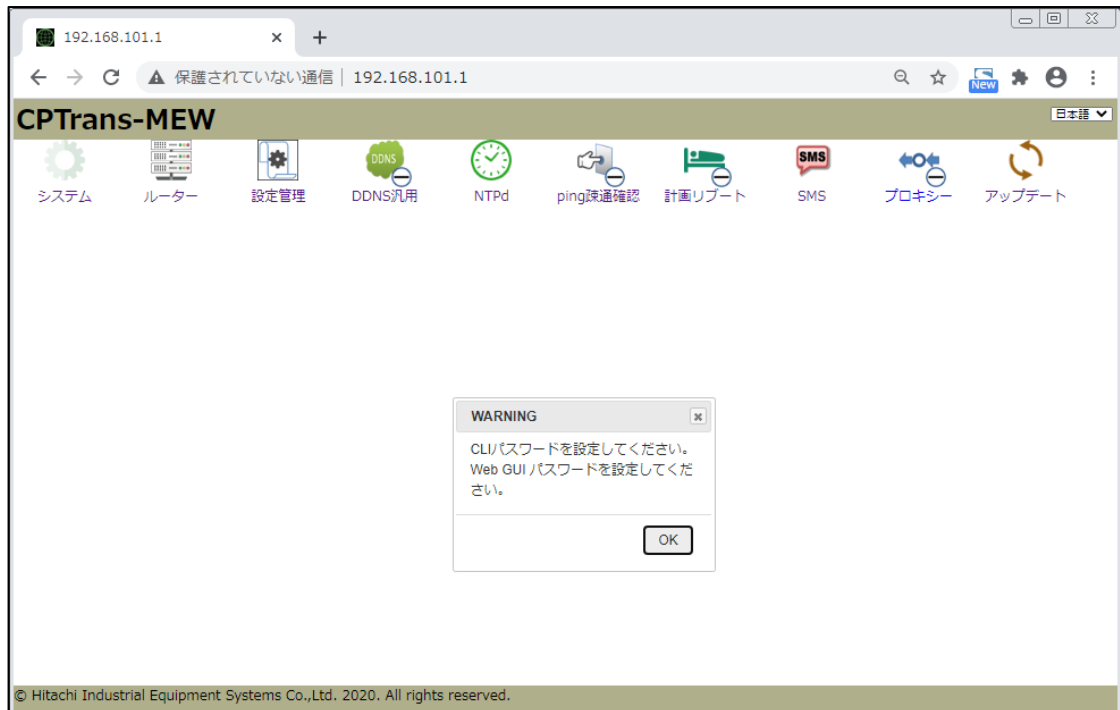 192.168.101.1
保護されていない通信 192.168.101.1
New
CPTrans-MEW
日本語
DDNS
SMS
システム ルーター 設定管理 DDNS汎用 NTPd ping疎通確認 計画リブート SMS プロキシー アップデート
WARNING
CLIパスワードを設定してください。
Web GUI パスワードを設定してくだ
さい。
OK
© Hitachi Industrial Equipment Systems Co.,Ltd. 2020. All rights reserved.